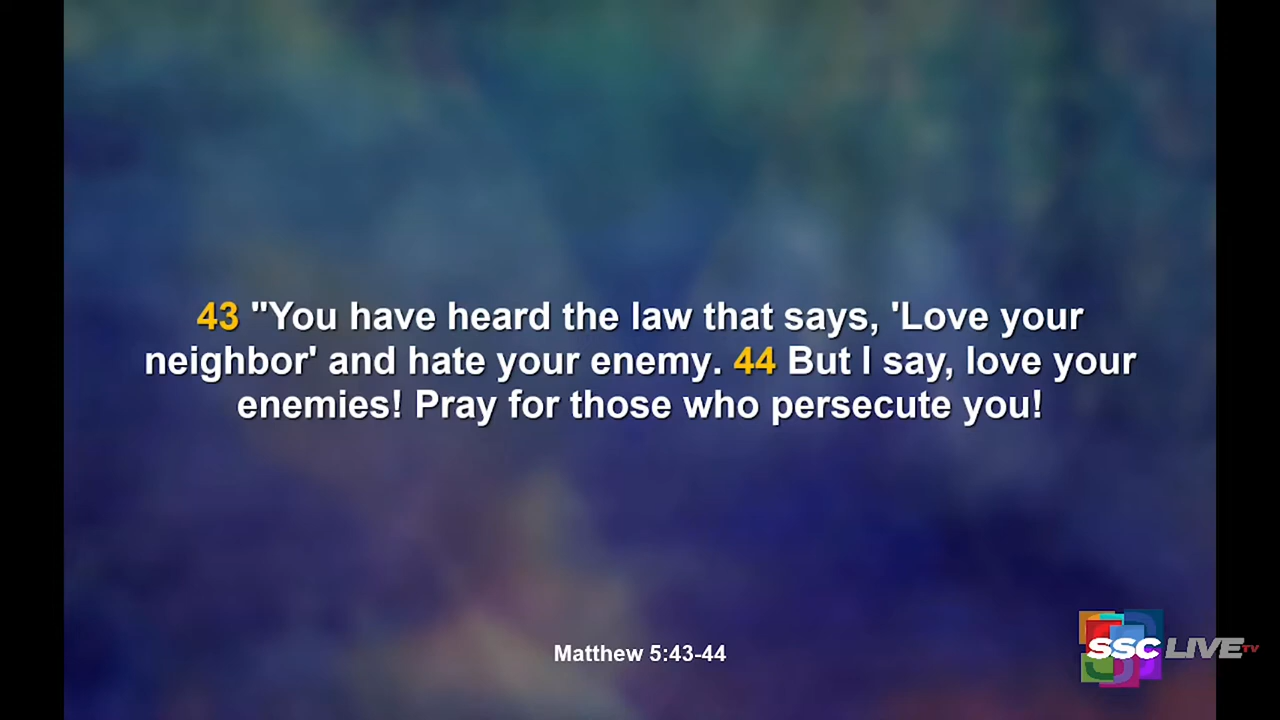 43 "You have heard the law that says, 'Love your
neighbor' and hate your enemy. 44 But I say, love your
enemies! Pray for those who persecute you!
Matthew 5:43-44
SSC LIVE TV